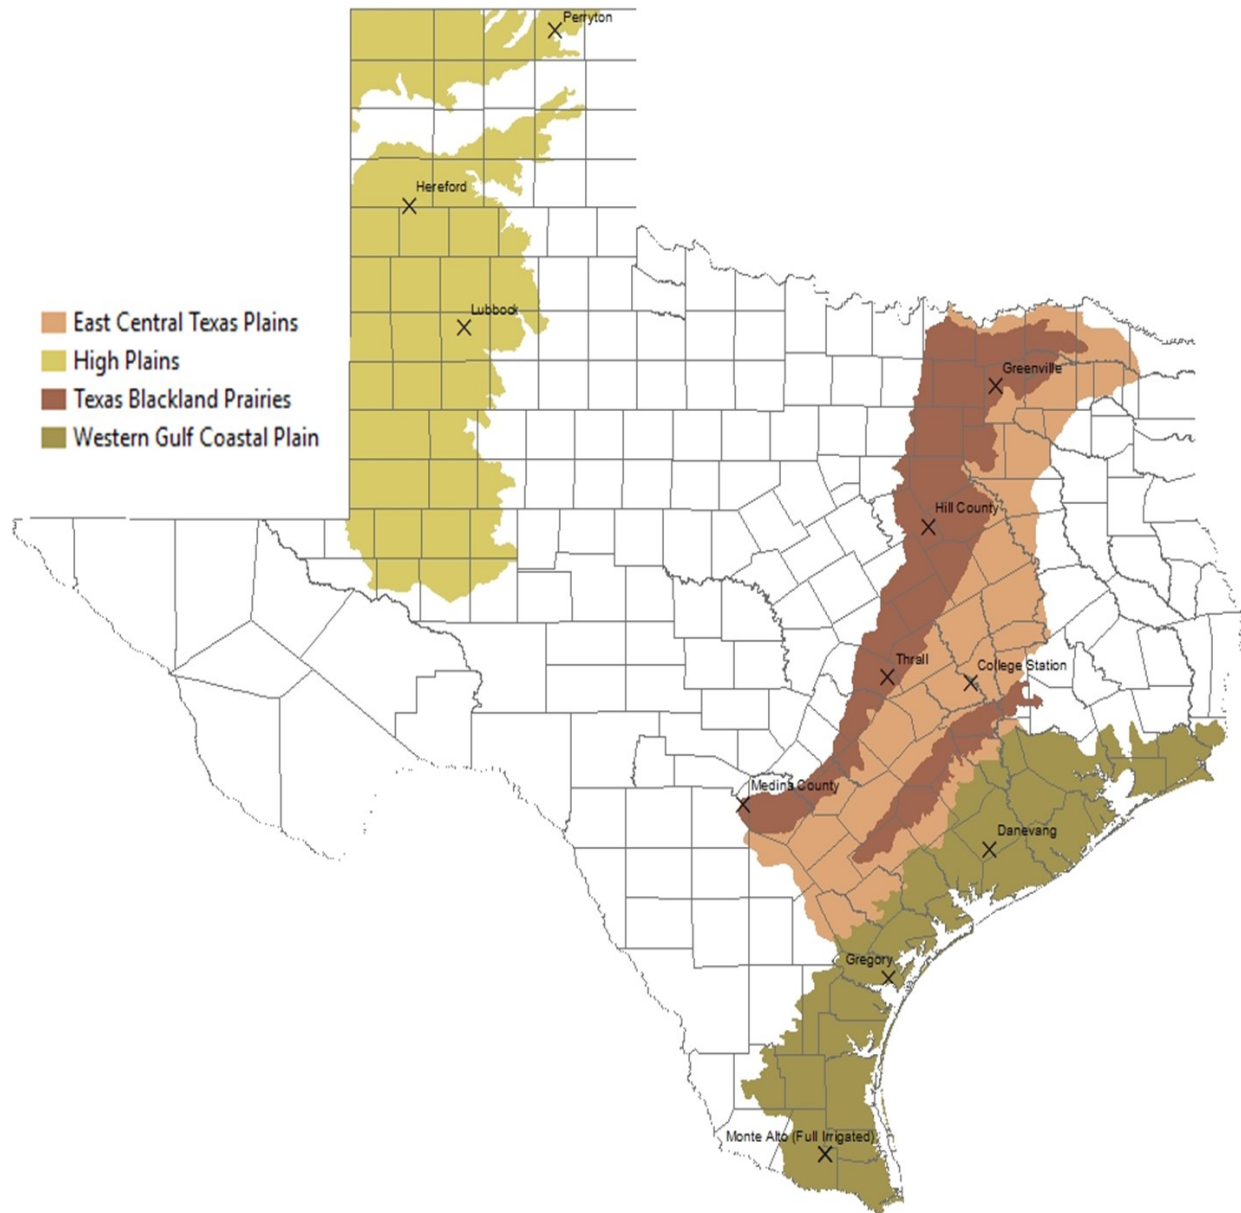 Perryton
Hereford
Lubbock
East Central Texas Plains
High Plains
Texas Blackland Prairies
Western Gulf Coastal Plain
Greenville
Hill County
Thrall
College Station
Medina County
Danevang
Gregory
Monte Alto (Full Irrigated)